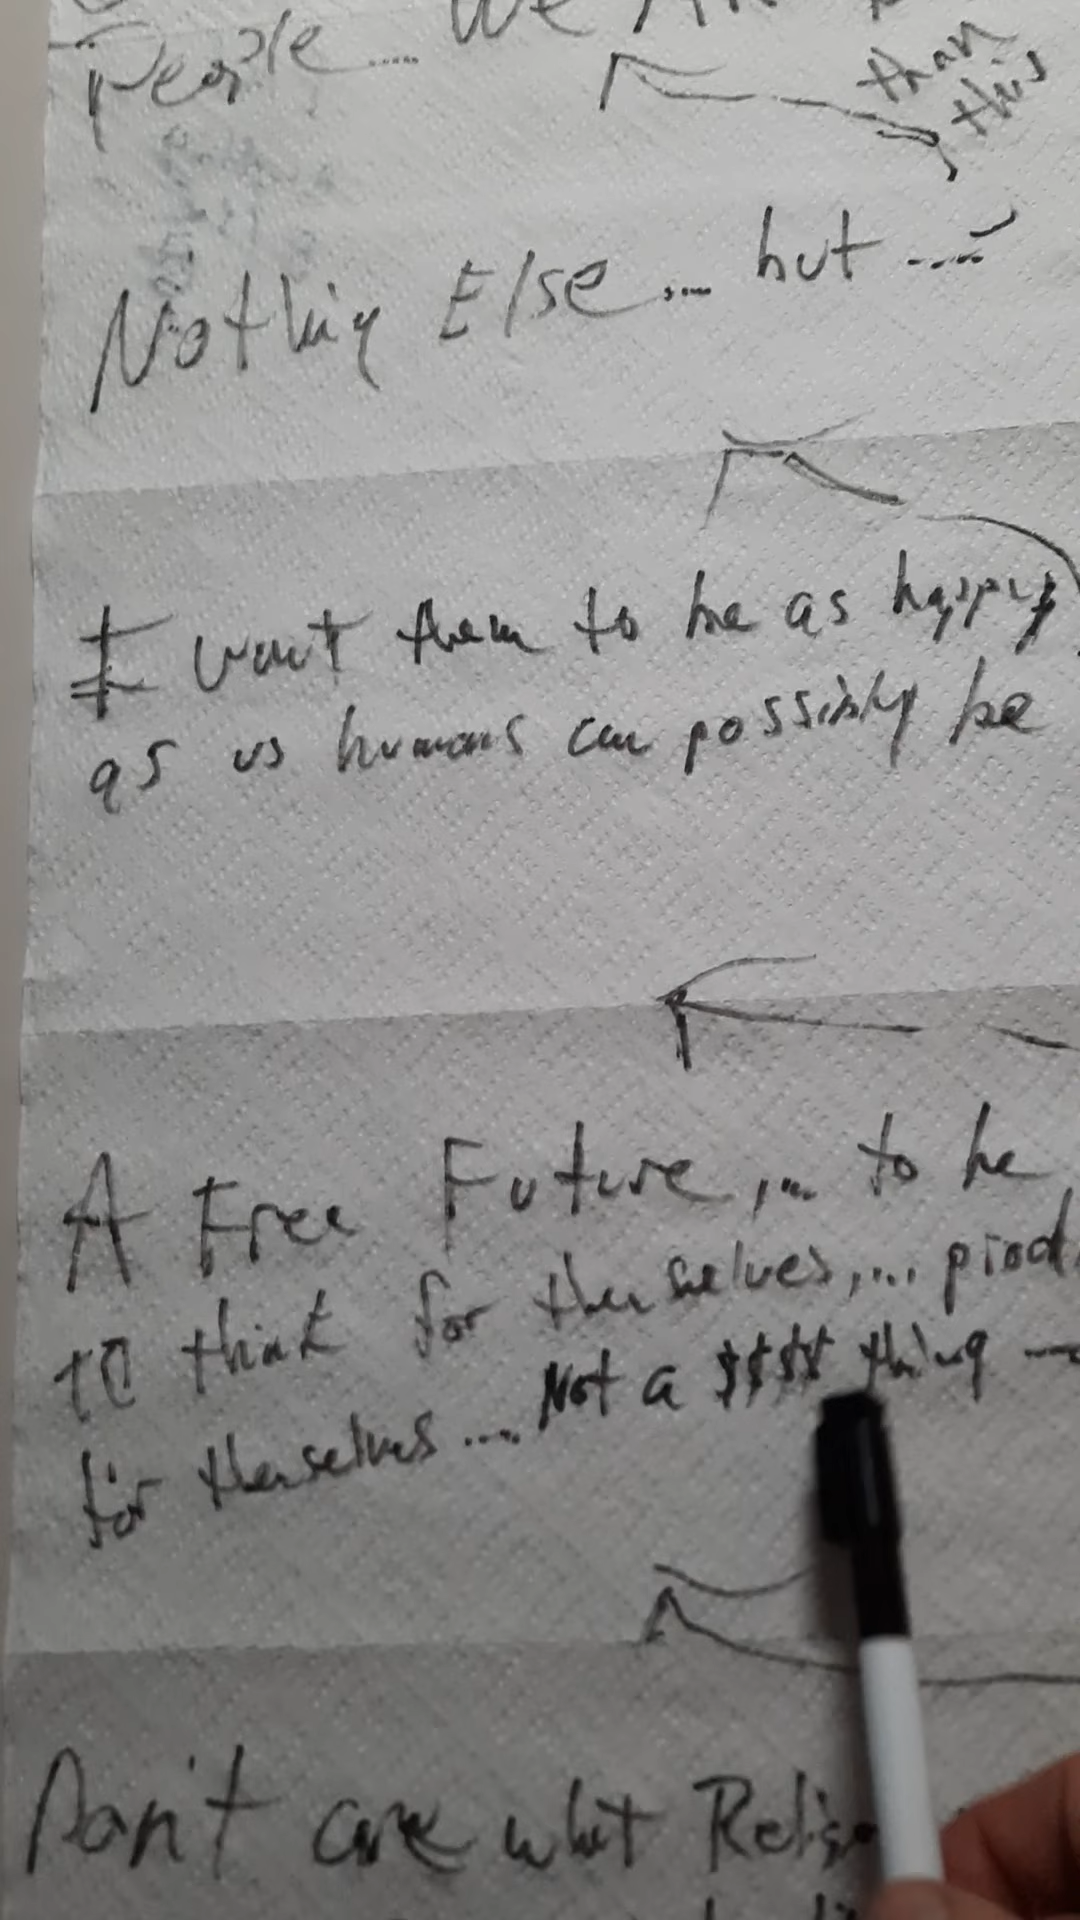 People.... We
than
this
Nothing Else.... but ....
I want them to be as happy
as us humans can possibly be
A Free Future,... to be
to think for themselves,... prod
for themselves.... Not a $$$$ thing
Don't care what Relig